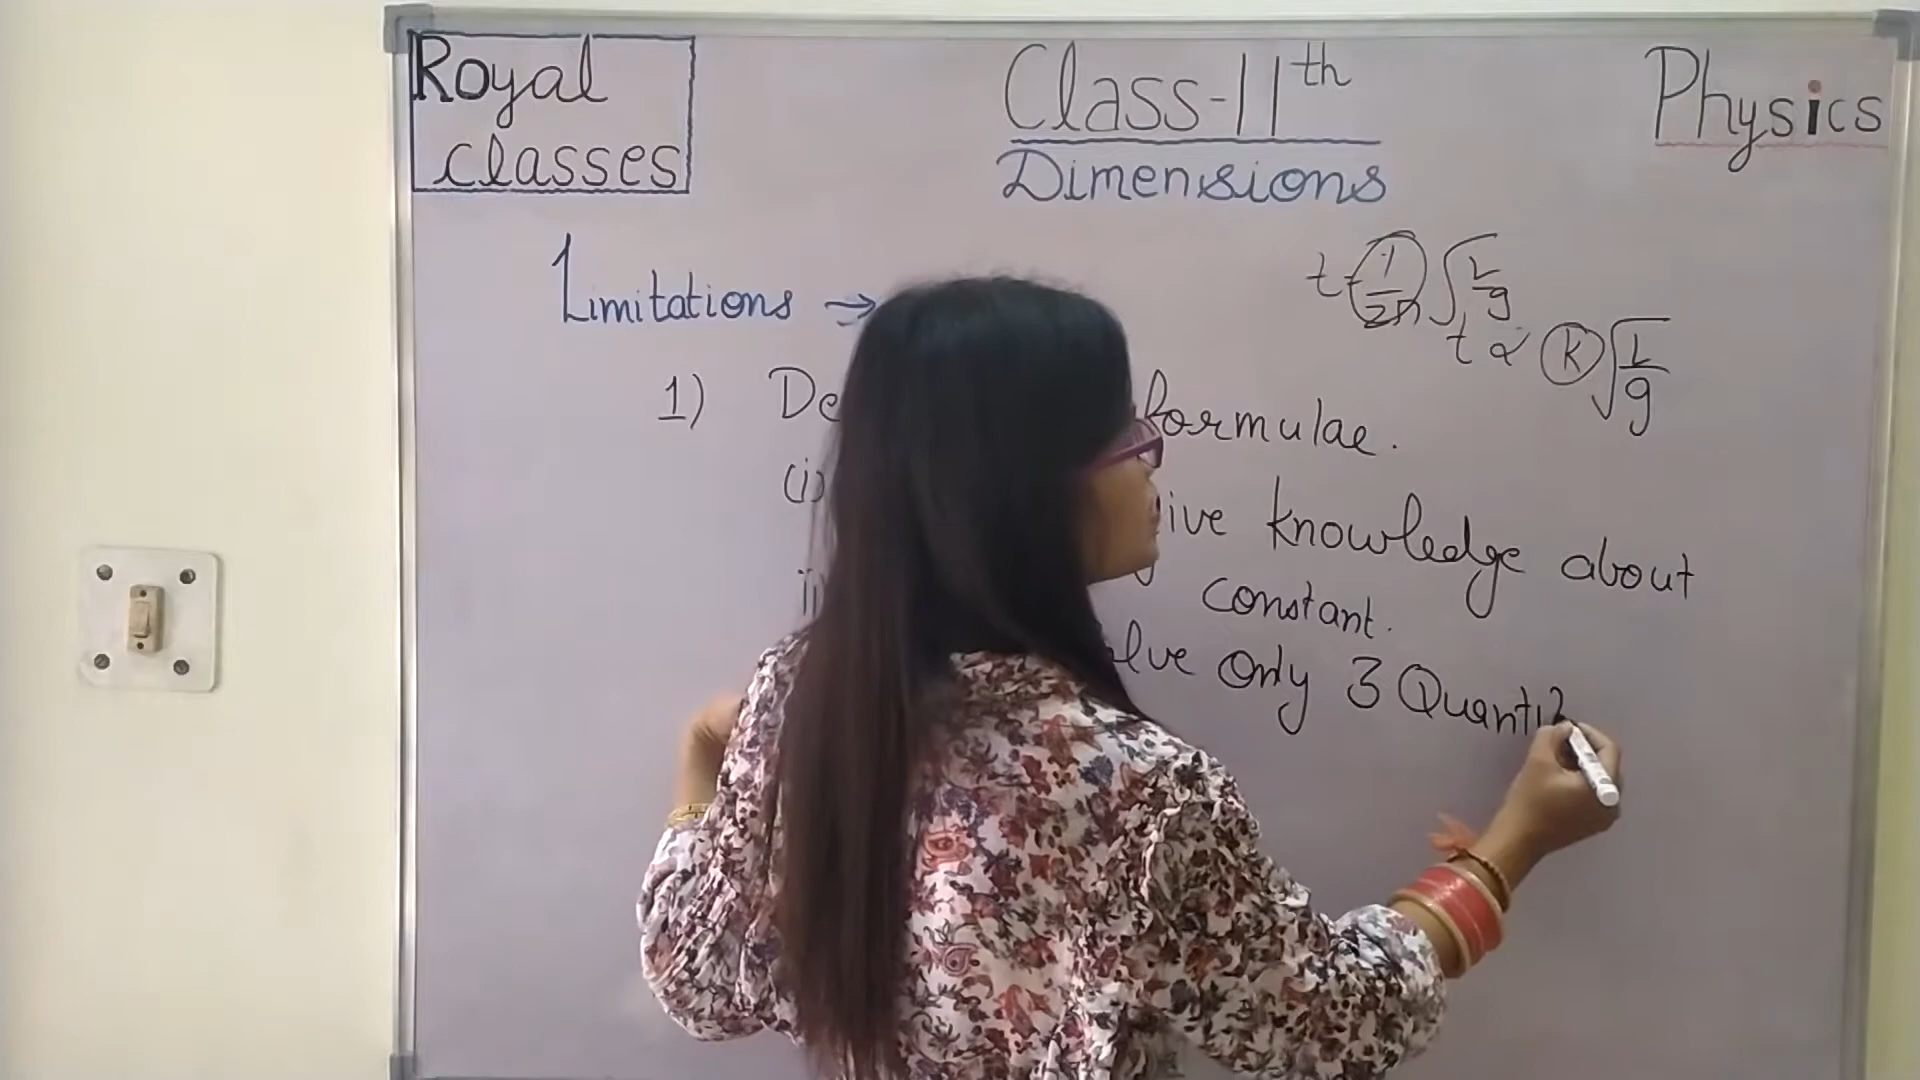 Royal
classes
Class-11th
Dimensions
Physics
Limitations →
t = 1/2π √L/g
t ∝ k √L/g
1) De formulae.
(i) ive knowledge about
constant.
ii) lve Only 3 Quanti